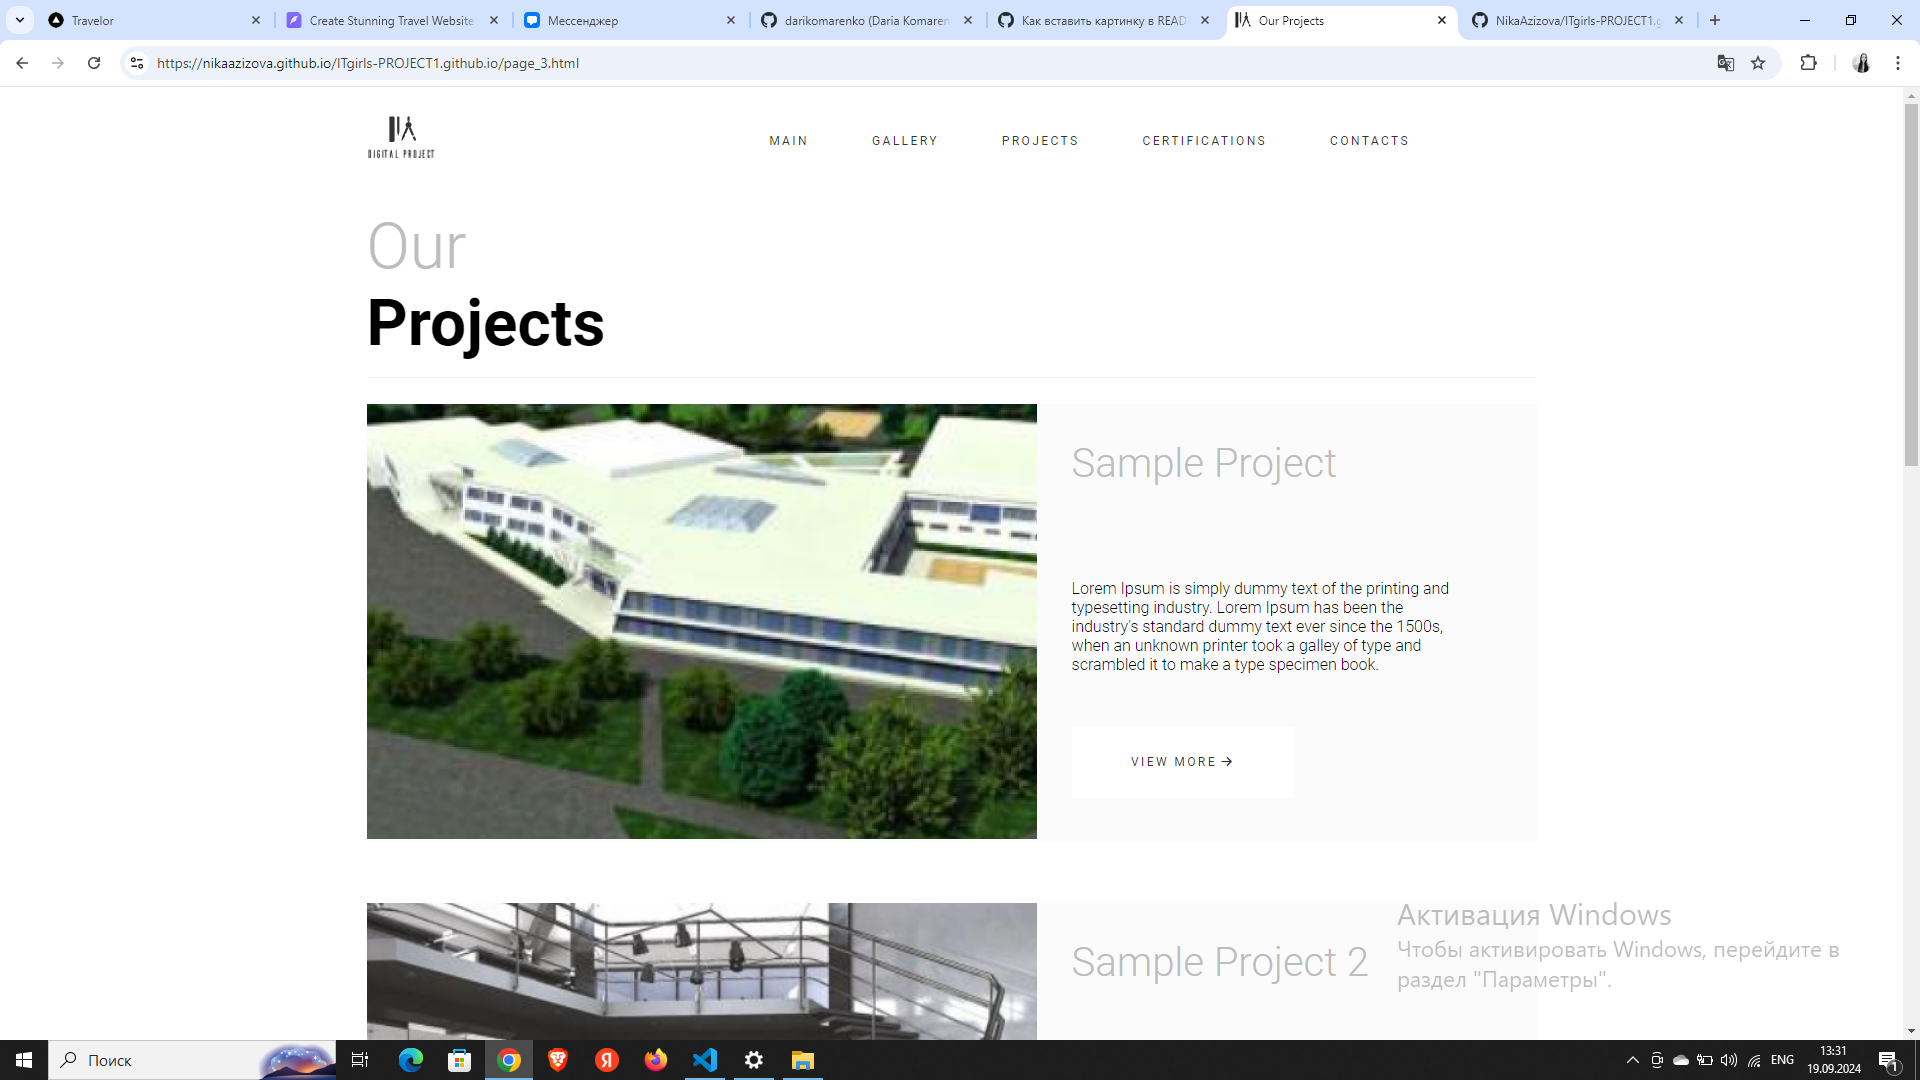 Travelor
Create Stunning Travel Website
Мессенджер
darikomarenko (Daria Komaren
Как вставить картинку в READ
Our Projects
NikaAzizova/ITgirls-PROJECT1.g
https://nikaazizova.github.io/ITgirls-PROJECT1.github.io/page_3.html
DIGITAL PROJECT
MAIN
GALLERY
PROJECTS
CERTIFICATIONS
CONTACTS
Our
Projects
Sample Project
Lorem Ipsum is simply dummy text of the printing and
typesetting industry. Lorem Ipsum has been the
industry's standard dummy text ever since the 1500s,
when an unknown printer took a galley of type and
scrambled it to make a type specimen book.
VIEW MORE →
Sample Project 2
Активация Windows
Чтобы активировать Windows, перейдите в
раздел "Параметры".
Поиск
ENG
13:31
19.09.2024
1